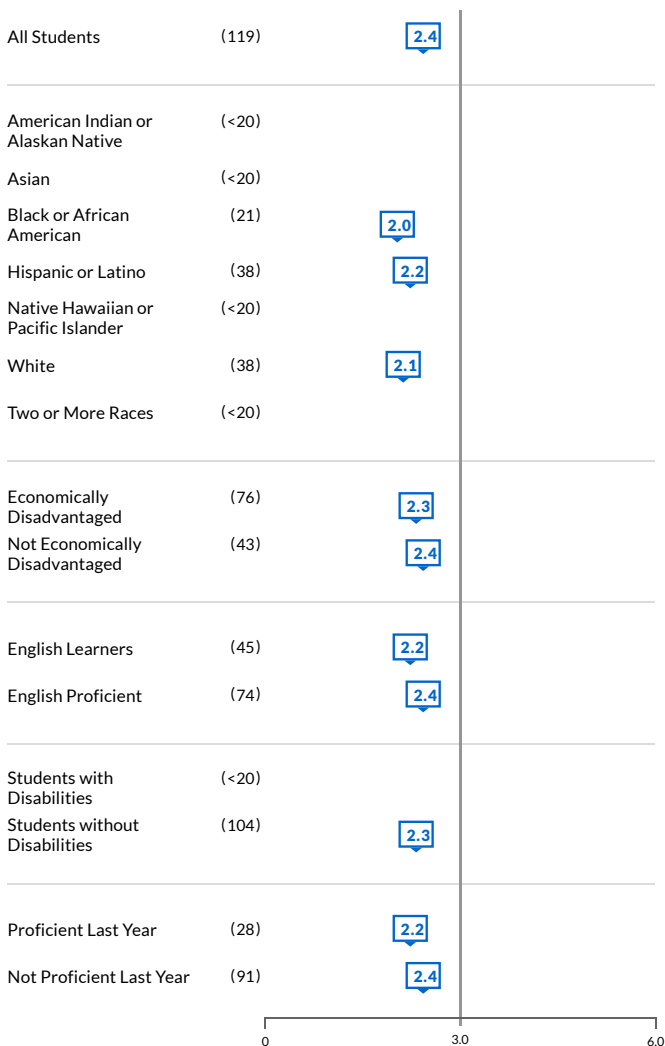 All Students (119) 2.4
American Indian or (<20)
Alaskan Native
Asian (<20)
Black or African (21) 2.0
American
Hispanic or Latino (38) 2.2
Native Hawaiian or (<20)
Pacific Islander
White (38) 2.1
Two or More Races (<20)
Economically (76) 2.3
Disadvantaged
Not Economically (43) 2.4
Disadvantaged
English Learners (45) 2.2
English Proficient (74) 2.4
Students with (<20)
Disabilities
Students without (104) 2.3
Disabilities
Proficient Last Year (28) 2.2
Not Proficient Last Year (91) 2.4
0 3.0 6.0